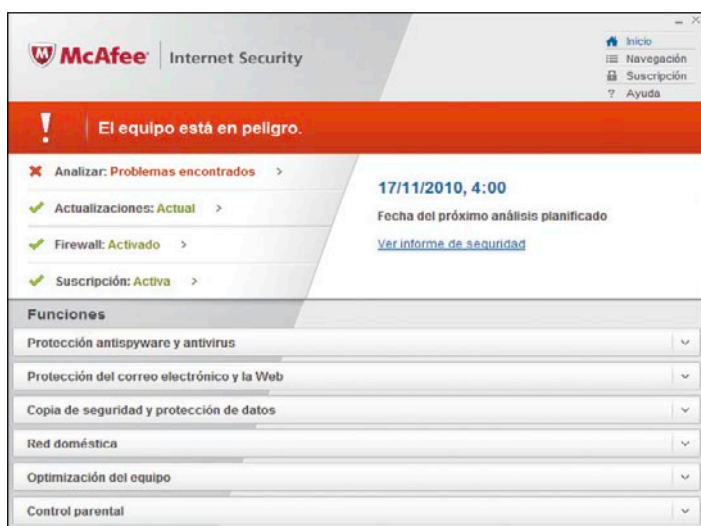 McAfee Internet Security
Inicio
Navegación
Suscripción
? Ayuda
! El equipo está en peligro.
Analizar: Problemas encontrados >
Actualizaciones: Actual >
Firewall: Activado >
Suscripción: Activa >
17/11/2010, 4:00
Fecha del próximo análisis planificado
Ver informe de seguridad
Funciones
Protección antispyware y antivirus
Protección del correo electrónico y la Web
Copia de seguridad y protección de datos
Red doméstica
Optimización del equipo
Control parental